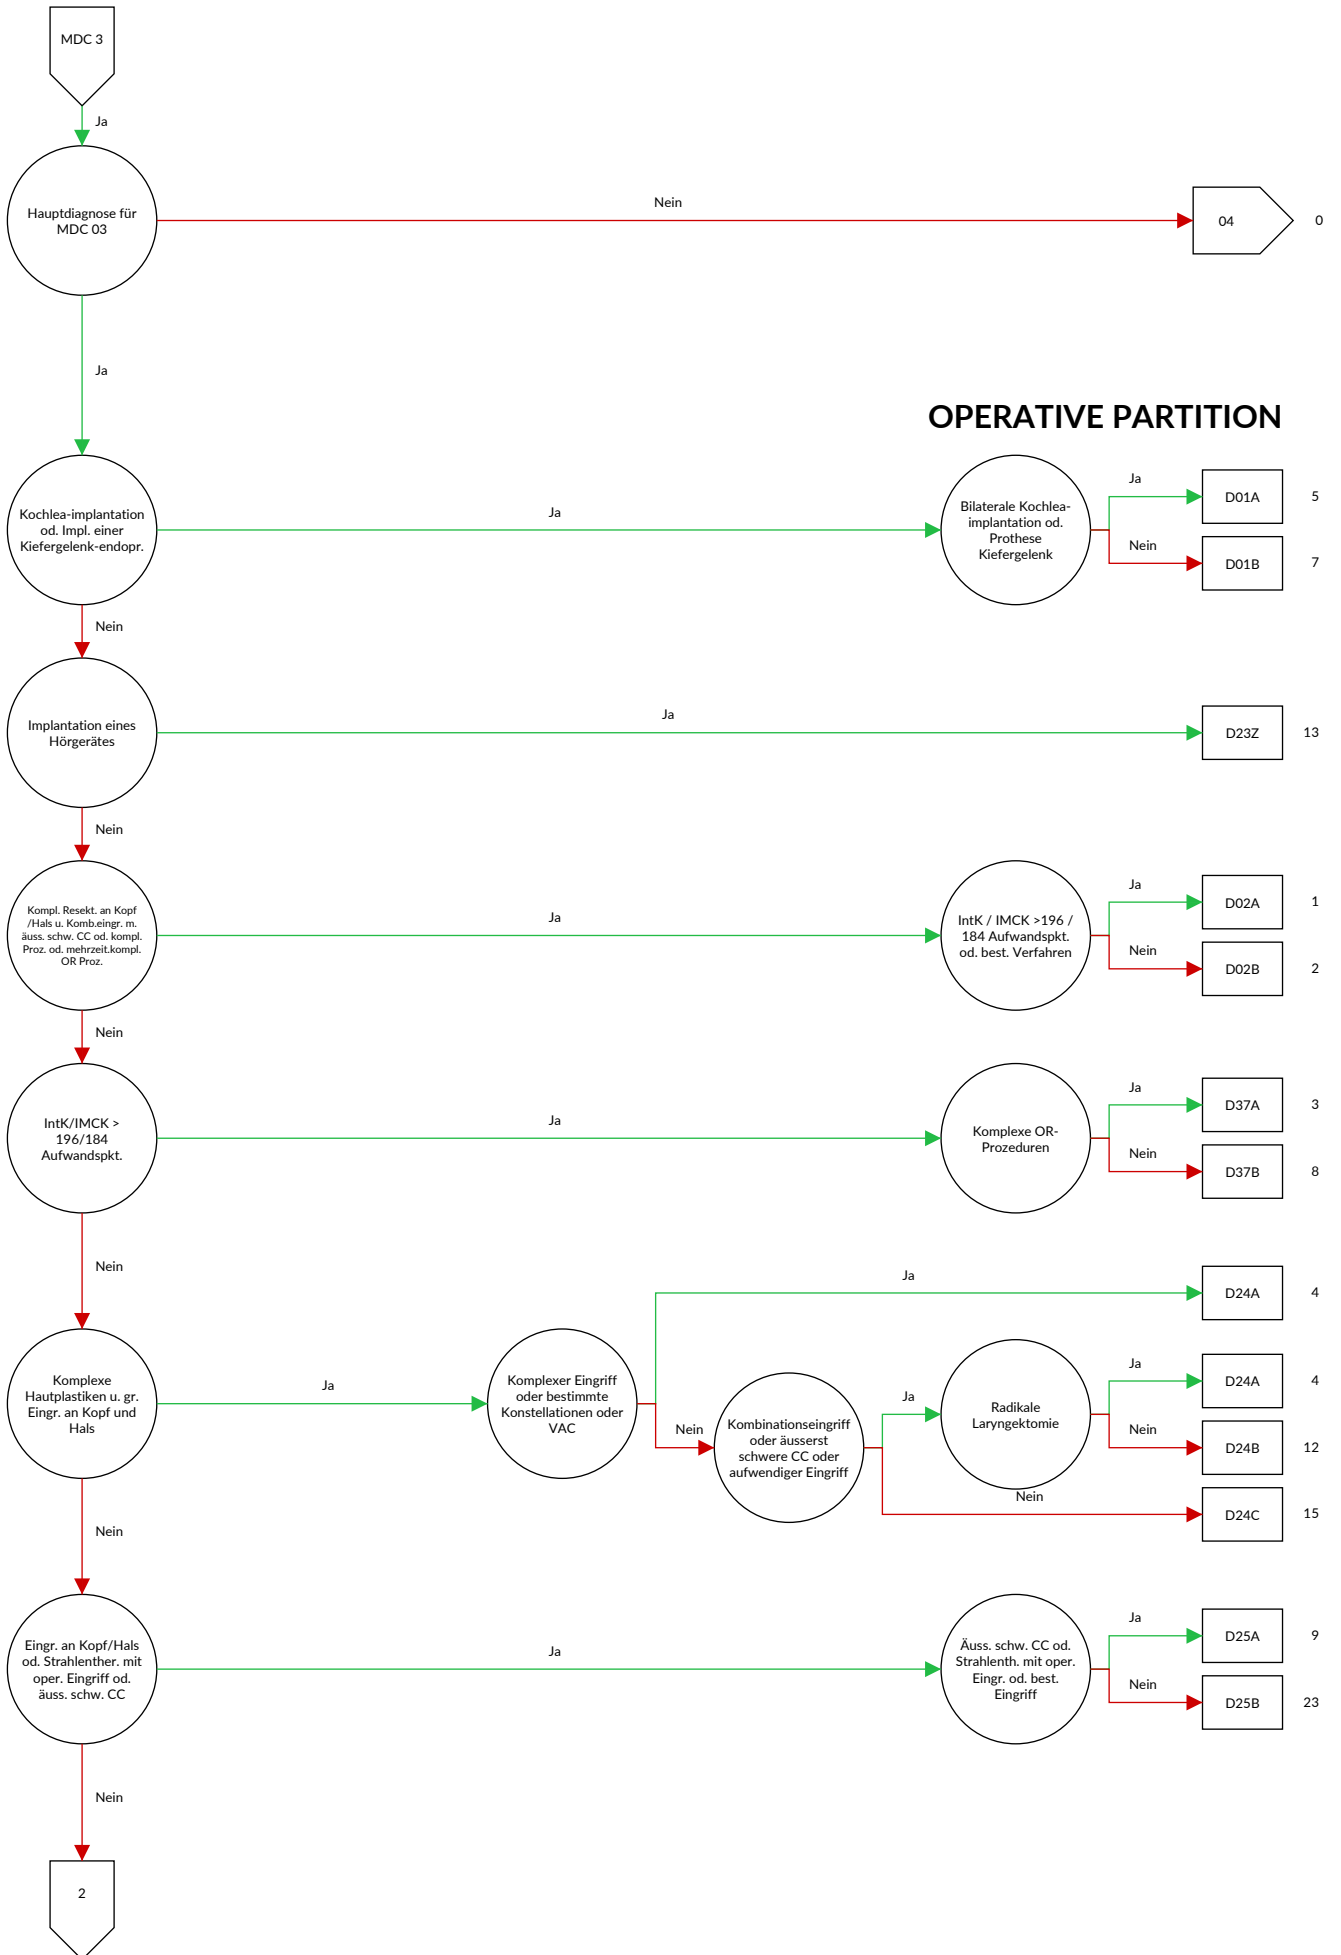 MDC 3
Ja
Hauptdiagnose für
MDC 03
Nein
04
0
Ja
OPERATIVE PARTITION
Kochlea-implantation
od. Impl. einer
Kiefergelenk-endopr.
Ja
Bilaterale Kochlea-
implantation od.
Prothese
Kiefergelenk
Ja
D01A
5
Nein
D01B
7
Nein
Implantation eines
Hörgerätes
Ja
D23Z
13
Nein
Kompl. Resekt. an Kopf
/Hals u. Komb.eingr. m.
äuss. schw. CC od. kompl.
Proz. od. mehrzeit.kompl.
OR Proz.
Ja
IntK / IMCK >196 /
184 Aufwandspkt.
od. best. Verfahren
Ja
D02A
1
Nein
D02B
2
Nein
IntK/IMCK >
196/184
Aufwandspkt.
Ja
Komplexe OR-
Prozeduren
Ja
D37A
3
Nein
D37B
8
Nein
Komplexe
Hautplastiken u. gr.
Eingr. an Kopf und
Hals
Ja
Komplexer Eingriff
oder bestimmte
Konstellationen oder
VAC
Ja
D24A
4
Nein
Kombinationseingriff
oder äusserst
schwere CC oder
aufwendiger Eingriff
Ja
Radikale
Laryngektomie
Ja
D24A
4
Nein
D24B
12
Nein
D24C
15
Nein
Eingr. an Kopf/Hals
od. Strahlenther. mit
oper. Eingriff od.
äuss. schw. CC
Ja
Äuss. schw. CC od.
Strahlenth. mit oper.
Eingr. od. best.
Eingriff
Ja
D25A
9
Nein
D25B
23
Nein
2